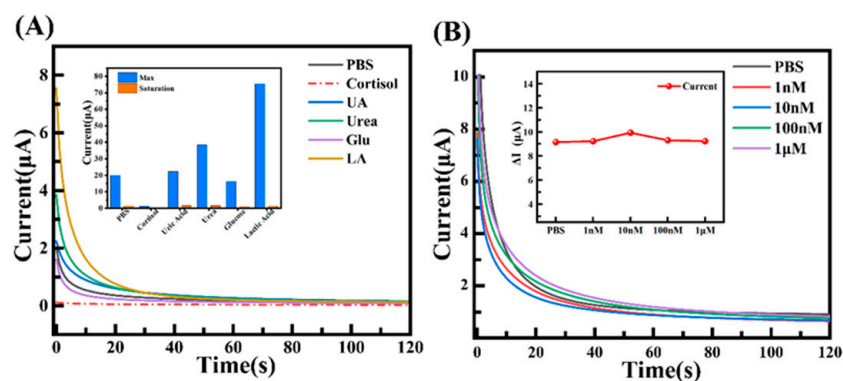 (A)
(B)
Current(μA)
8
6
4
2
0
0 20 40 60 80 100 120
Time(s)
PBS
Cortisol
UA
Urea
Glu
LA
Current(μA)
80
70
60
50
40
30
20
10
0
Max
Saturation
PBS
Cortisol
Uric Acid
Urea
Glucose
Lactic Acid
Current(μA)
10
8
6
4
2
0 20 40 60 80 100 120
Time(s)
PBS
1nM
10nM
100nM
1μM
ΔI (μA)
14
12
10
8
6
4
Current
PBS 1nM 10nM 100nM 1μM